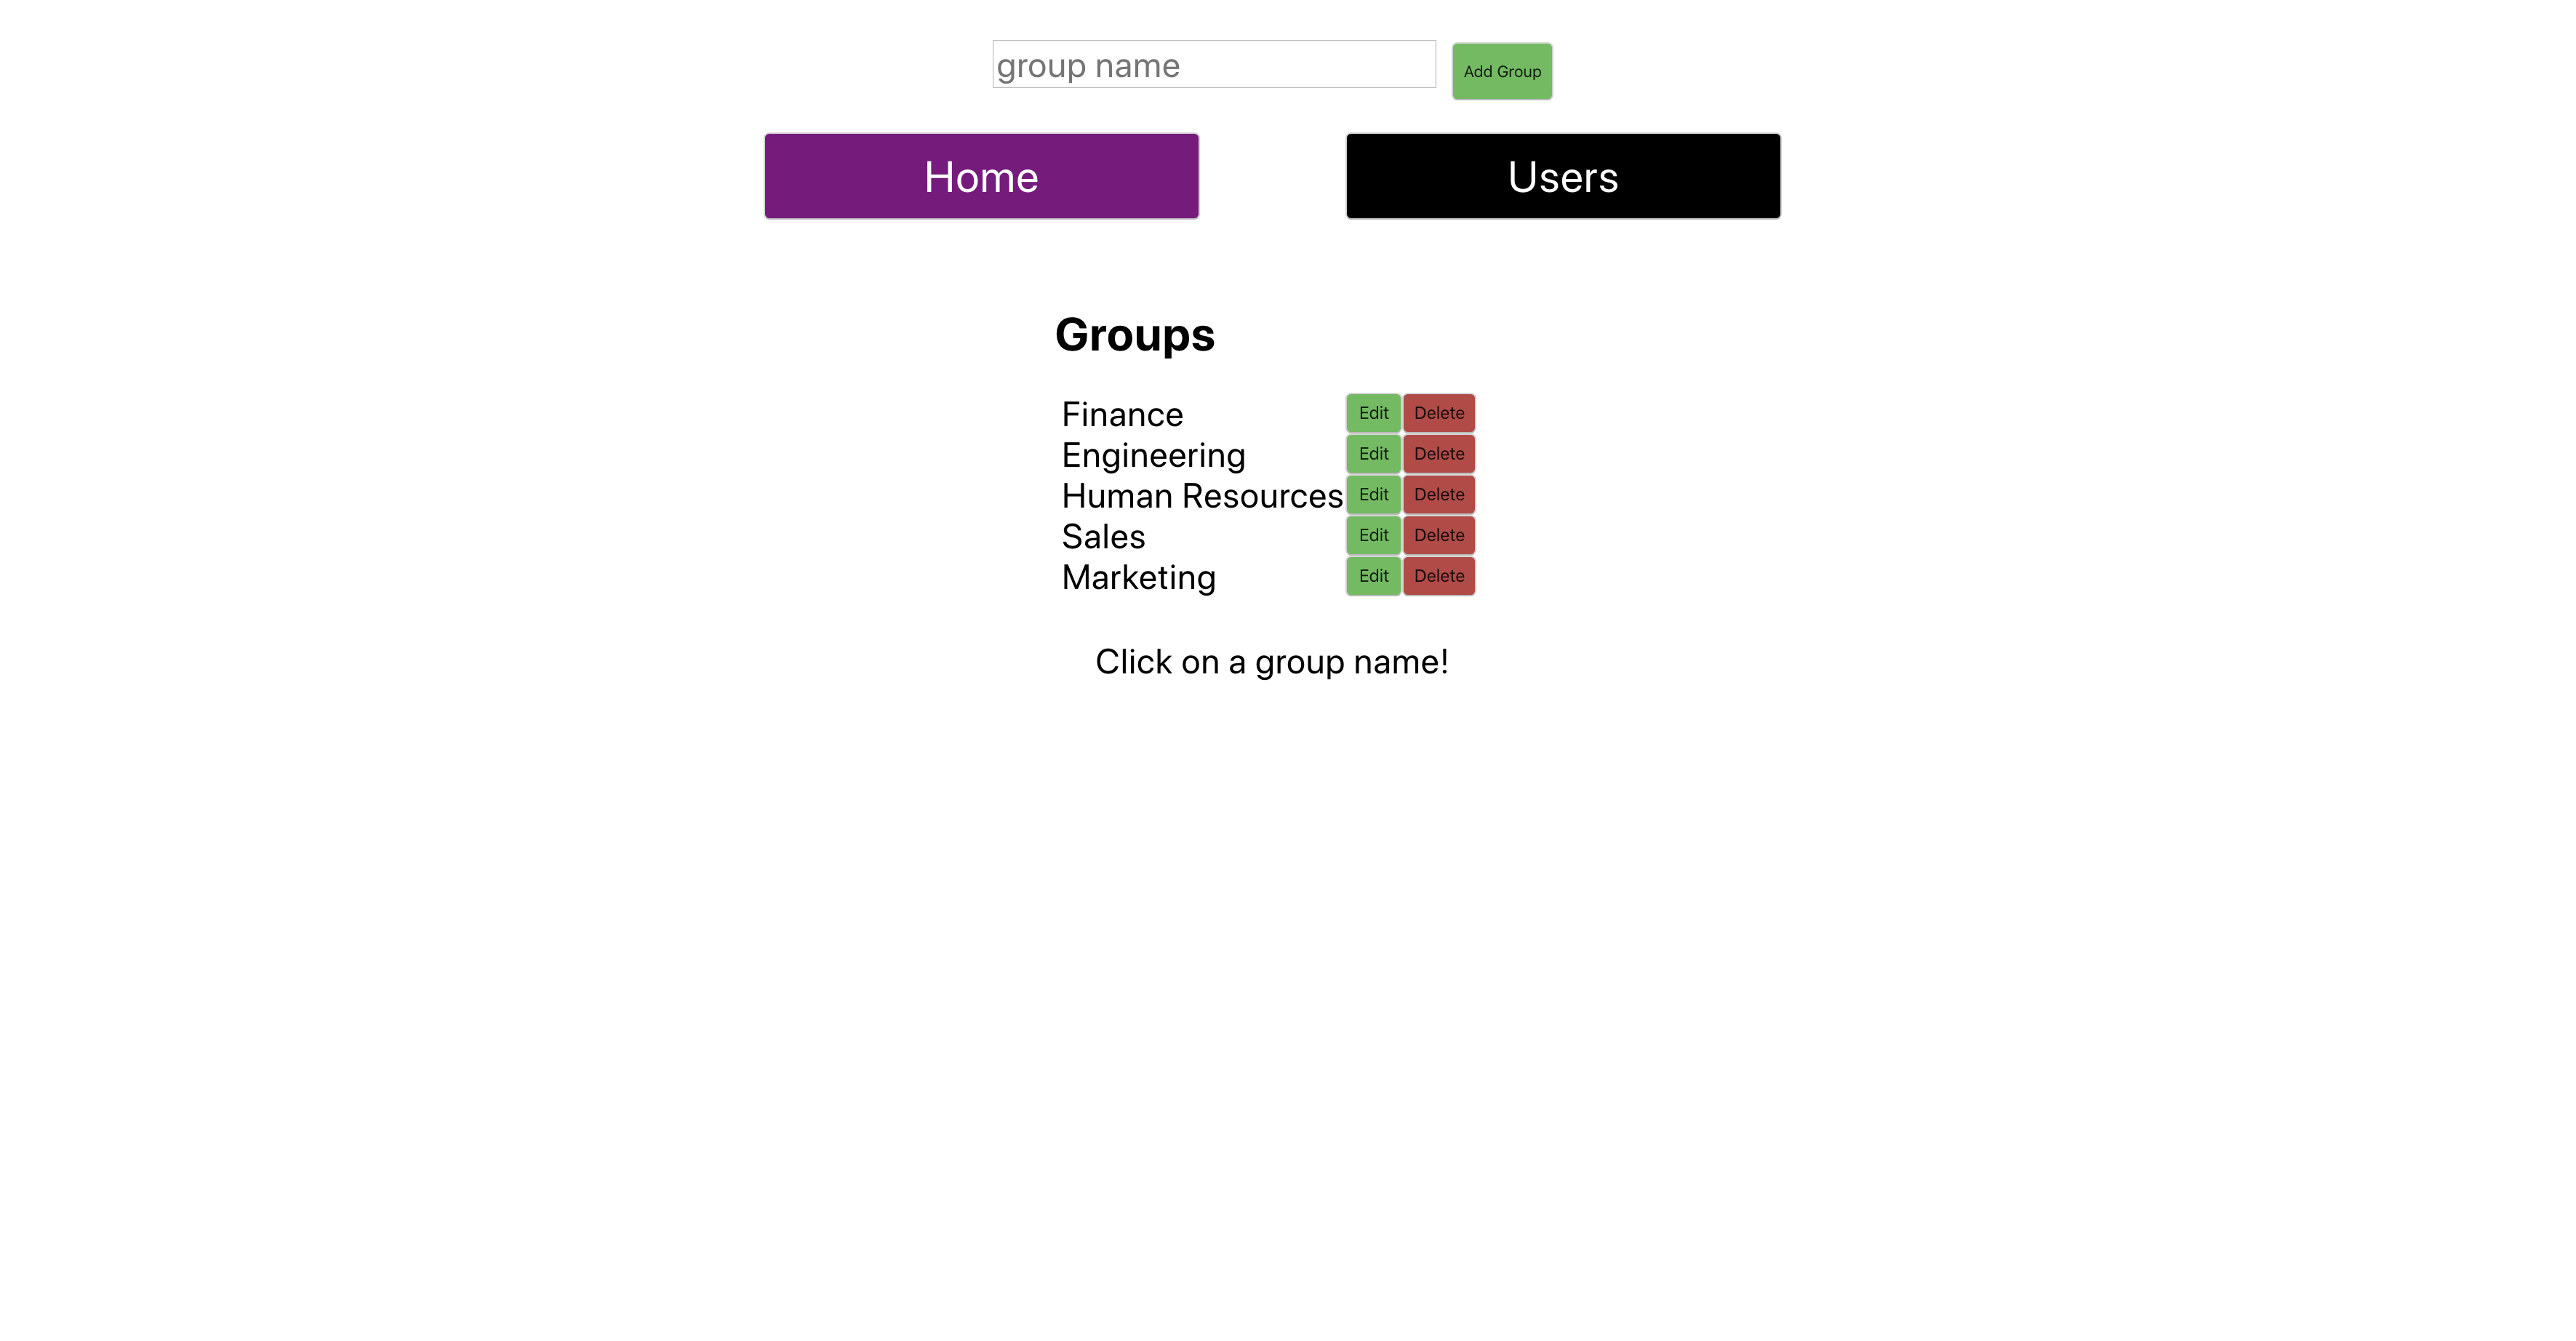 group name Add Group
Home Users
Groups
Finance Edit Delete
Engineering Edit Delete
Human Resources Edit Delete
Sales Edit Delete
Marketing Edit Delete
Click on a group name!